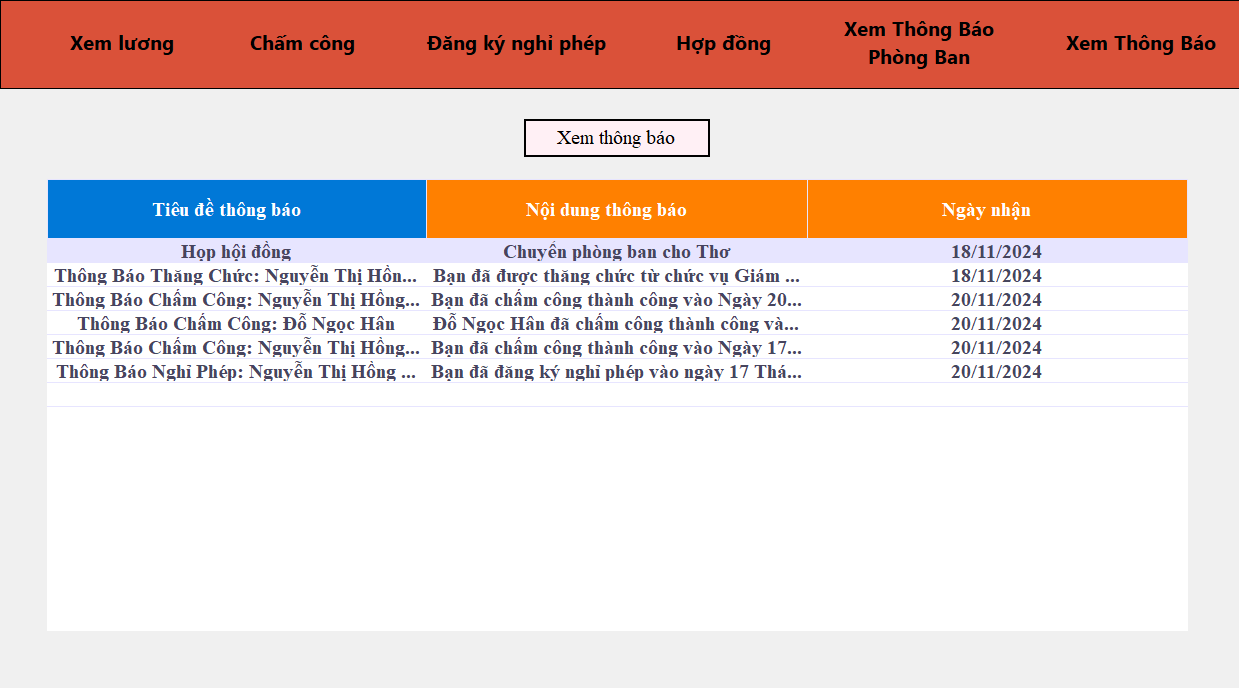 Xem lương
Chấm công
Đăng ký nghỉ phép
Hợp đồng
Xem Thông Báo
Phòng Ban
Xem Thông Báo
Xem thông báo
Tiêu đề thông báo Nội dung thông báo Ngày nhận
Họp hội đồng Chuyển phòng ban cho Thơ 18/11/2024
Thông Báo Thăng Chức: Nguyễn Thị Hồn... Bạn đã được thăng chức từ chức vụ Giám ... 18/11/2024
Thông Báo Chấm Công: Nguyễn Thị Hồng... Bạn đã chấm công thành công vào Ngày 20... 20/11/2024
Thông Báo Chấm Công: Đỗ Ngọc Hân Đỗ Ngọc Hân đã chấm công thành công và... 20/11/2024
Thông Báo Chấm Công: Nguyễn Thị Hồng... Bạn đã chấm công thành công vào Ngày 17... 20/11/2024
Thông Báo Nghỉ Phép: Nguyễn Thị Hồng ... Bạn đã đăng ký nghỉ phép vào ngày 17 Thá... 20/11/2024